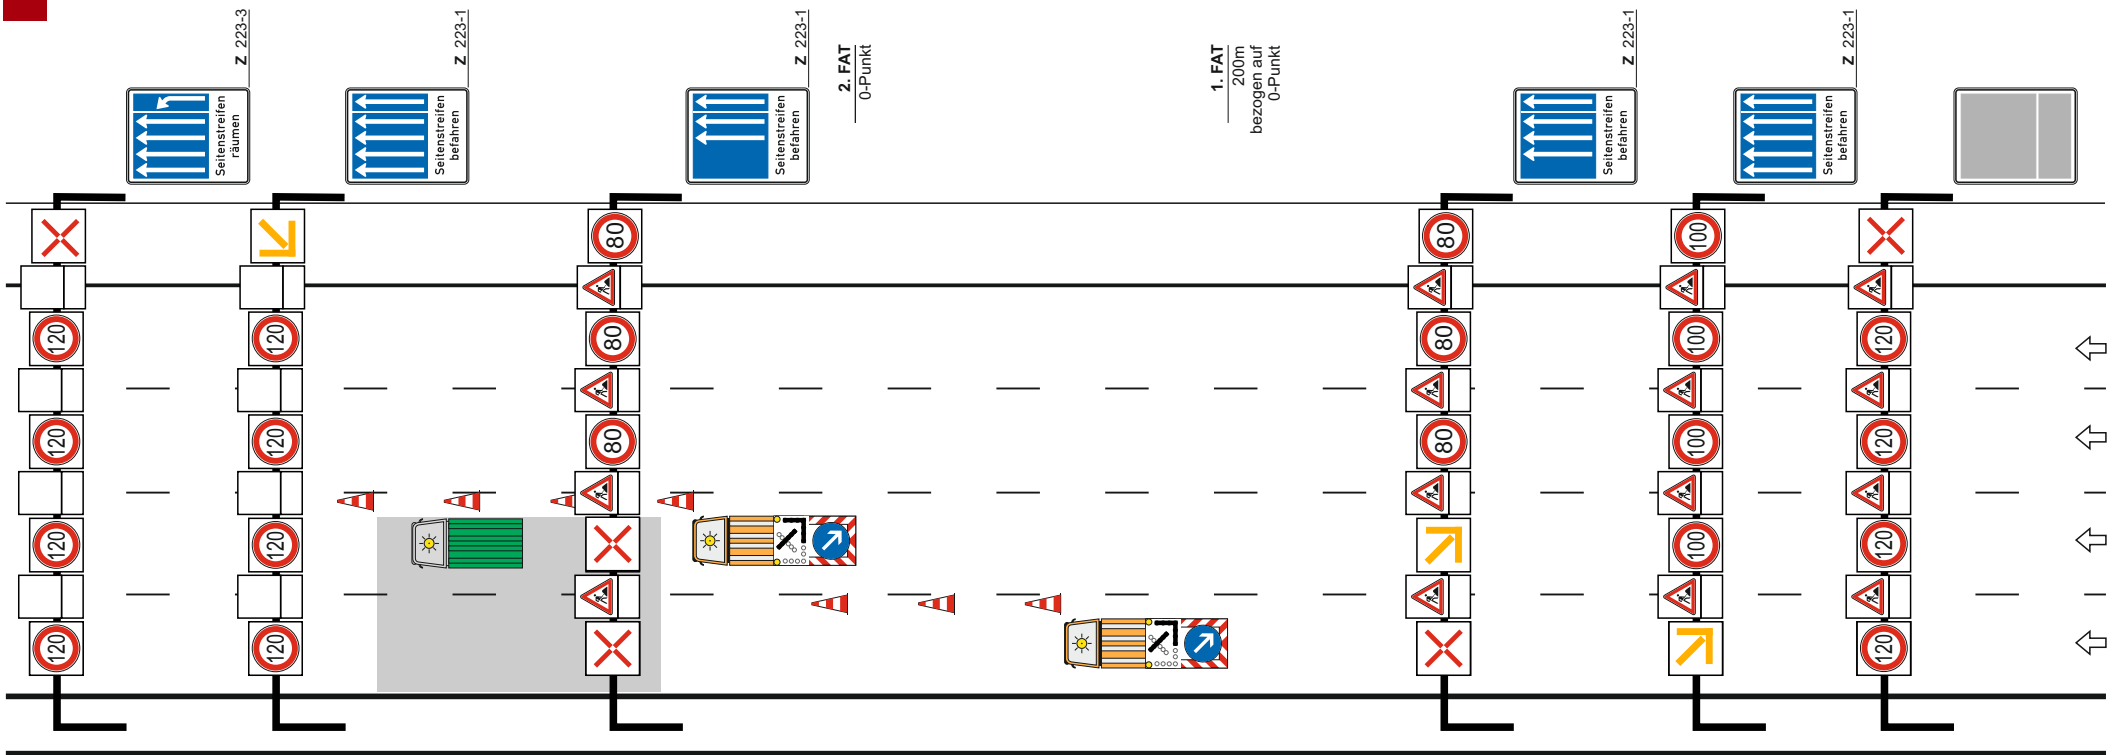 Z 223-3
Z 223-1
Z 223-1
2. FAT
0-Punkt
1. FAT
200m
bezogen auf
0-Punkt
Z 223-1
Z 223-1
Seitenstreifen
räumen
Seitenstreifen
befahren
Seitenstreifen
befahren
Seitenstreifen
befahren
Seitenstreifen
befahren
120
120
120
120
120
120
120
120
80
80
80
80
80
80
100
100
100
100
120
120
120
120